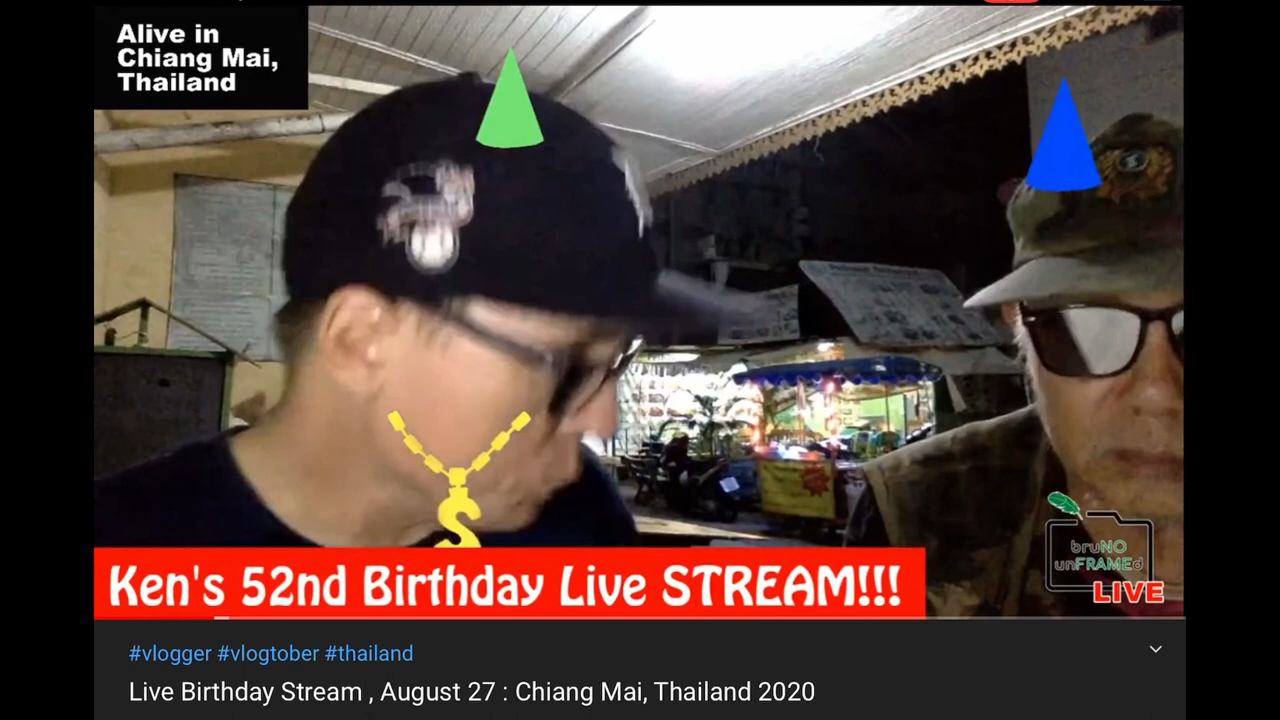 Alive in
Chiang Mai,
Thailand
bruNO
unFRAMEd
LIVE
Ken's 52nd Birthday Live STREAM!!!
#vlogger #vlogtober #thailand
Live Birthday Stream , August 27 : Chiang Mai, Thailand 2020